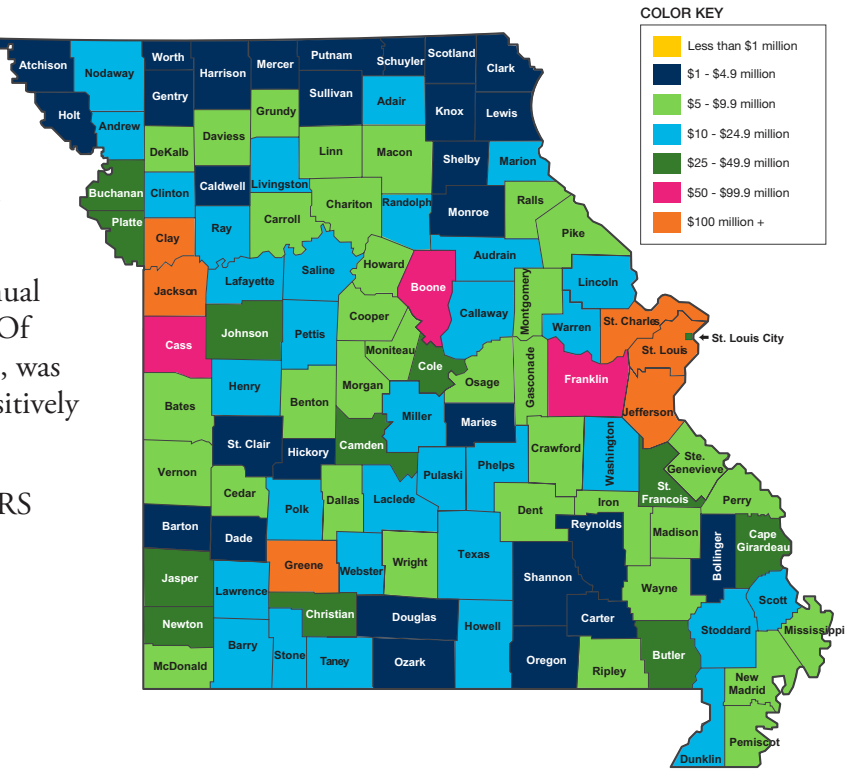 COLOR KEY
Less than $1 million
$1 - $4.9 million
$5 - $9.9 million
$10 - $24.9 million
$25 - $49.9 million
$50 - $99.9 million
$100 million +
nual
Of
, was
sitively
RS
Atchison
Nodaway
Worth
Harrison
Mercer
Putnam
Schuyler
Scotland
Clark
Holt
Andrew
Gentry
Grundy
Sullivan
Adair
Knox
Lewis
DeKalb
Daviess
Linn
Macon
Shelby
Marion
Buchanan
Clinton
Caldwell
Livingston
Chariton
Randolph
Monroe
Ralls
Platte
Clay
Ray
Carroll
Howard
Audrain
Pike
Jackson
Lafayette
Saline
Boone
Callaway
Montgomery
Lincoln
Cass
Johnson
Pettis
Cooper
Moniteau
Cole
Osage
Gasconade
Warren
St. Charles
St. Louis
St. Louis City
Bates
Henry
Benton
Morgan
Miller
Maries
Franklin
Jefferson
Vernon
St. Clair
Hickory
Camden
Pulaski
Phelps
Crawford
Washington
St.
Francois
Ste.
Genevieve
Cedar
Polk
Dallas
Laclede
Dent
Iron
Madison
Perry
Barton
Dade
Greene
Webster
Wright
Texas
Reynolds
Shannon
Wayne
Bollinger
Cape
Girardeau
Jasper
Lawrence
Christian
Douglas
Howell
Carter
Stoddard
Scott
Mississippi
Newton
McDonald
Barry
Stone
Taney
Ozark
Oregon
Ripley
Butler
New
Madrid
Pemiscot
Dunklin